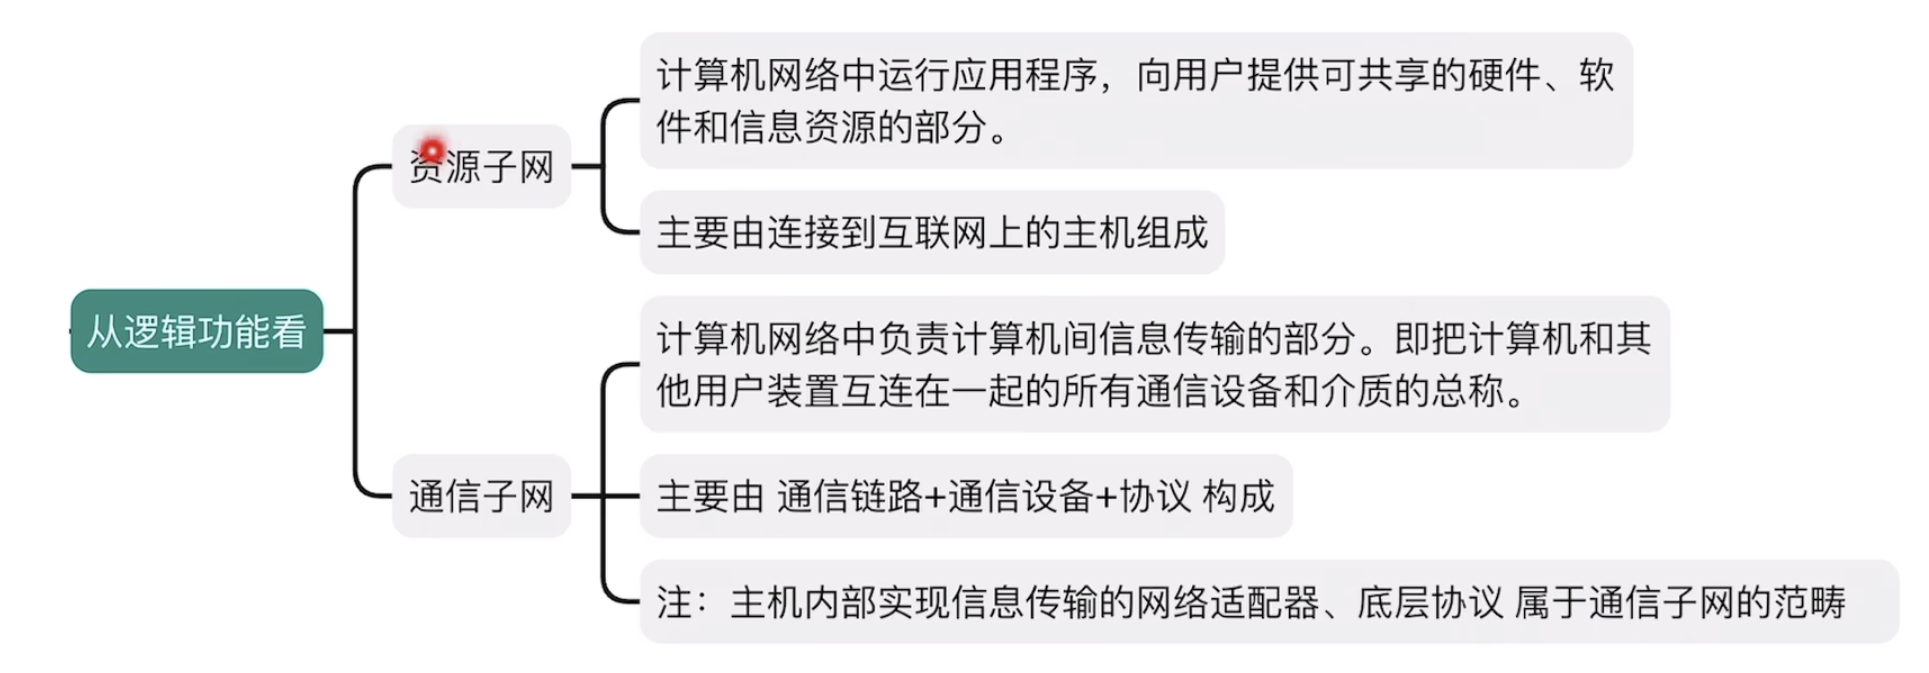 计算机网络中运行应用程序，向用户提供可共享的硬件、软
件和信息资源的部分。
资源子网
主要由连接到互联网上的主机组成
从逻辑功能看
计算机网络中负责计算机间信息传输的部分。即把计算机和其
他用户装置互连在一起的所有通信设备和介质的总称。
通信子网
主要由 通信链路+通信设备+协议 构成
注：主机内部实现信息传输的网络适配器、底层协议 属于通信子网的范畴